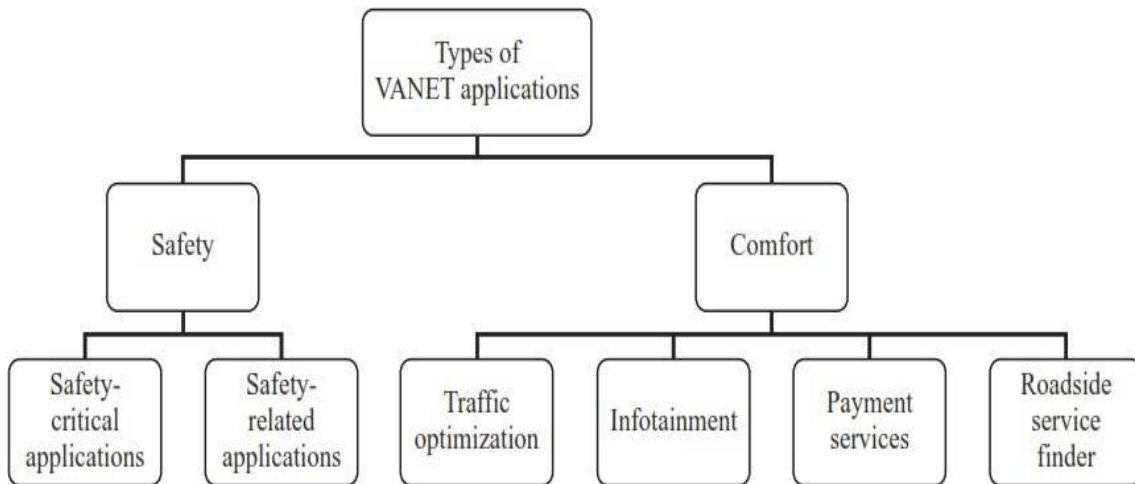 Types of
VANET applications
Safety
Comfort
Safety-
critical
applications
Safety-
related
applications
Traffic
optimization
Infotainment
Payment
services
Roadside
service
finder